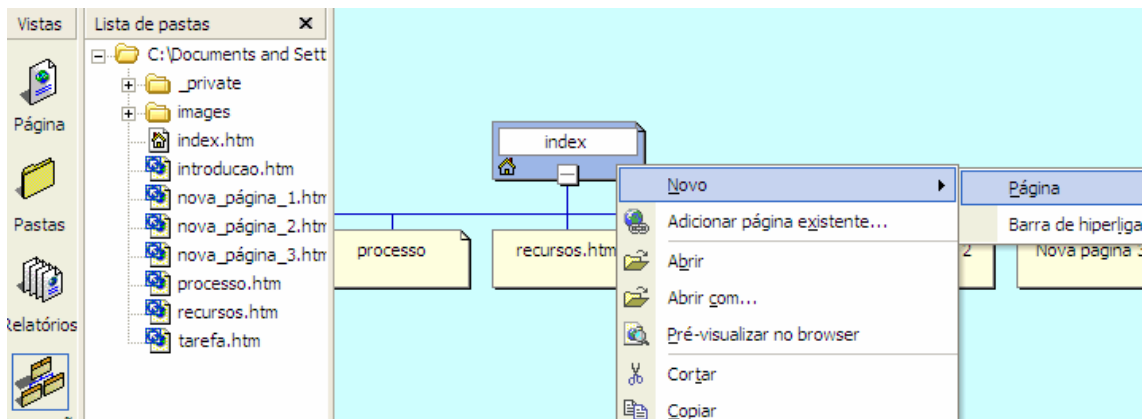 Vistas
Página
Pastas
Relatórios
Lista de pastas
C:\Documents and Sett
_private
images
index.htm
introducao.htm
nova_página_1.htm
nova_página_2.htm
nova_página_3.htm
processo.htm
recursos.htm
tarefa.htm
index
processo
recursos.htm
2
Nova página 3
Novo
Adicionar página existente...
Abrir
Abrir com...
Pré-visualizar no browser
Cortar
Copiar
Página
Barra de hiperliga